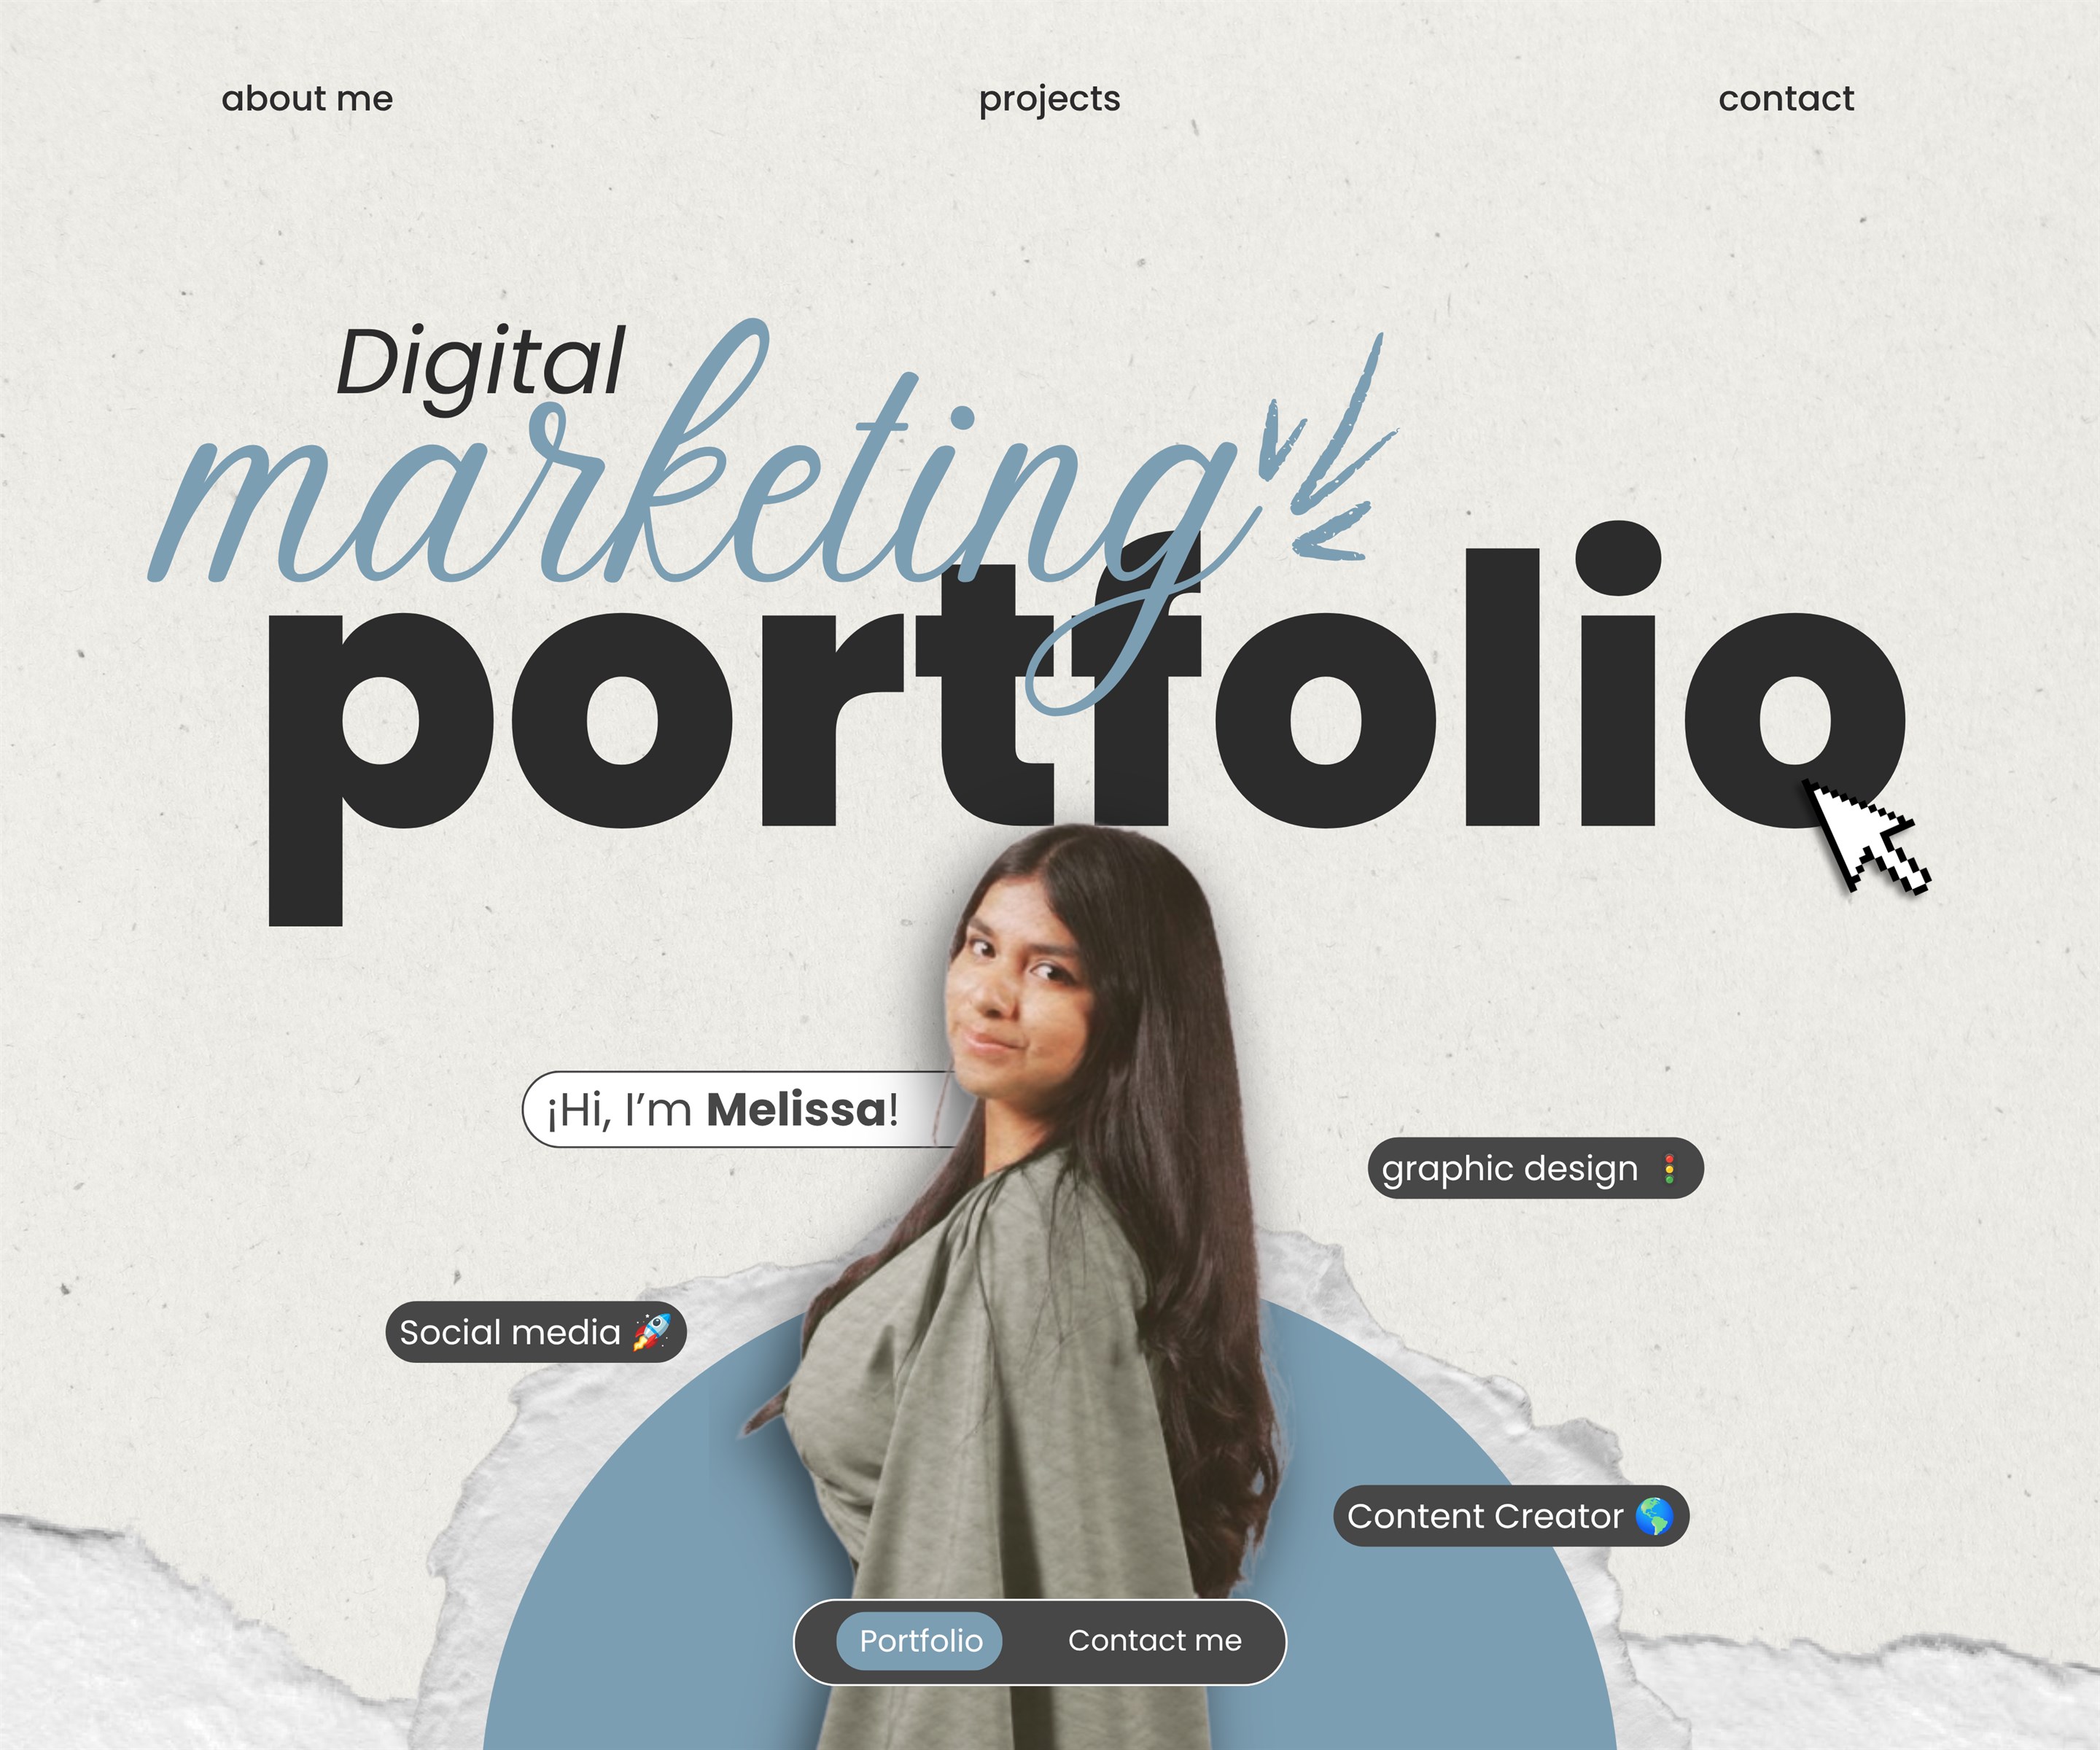 about me
projects
contact
Digital
marketing
portfolio
¡Hi, I’m Melissa!
graphic design
Social media 🚀
Content Creator 🌎
Portfolio
Contact me